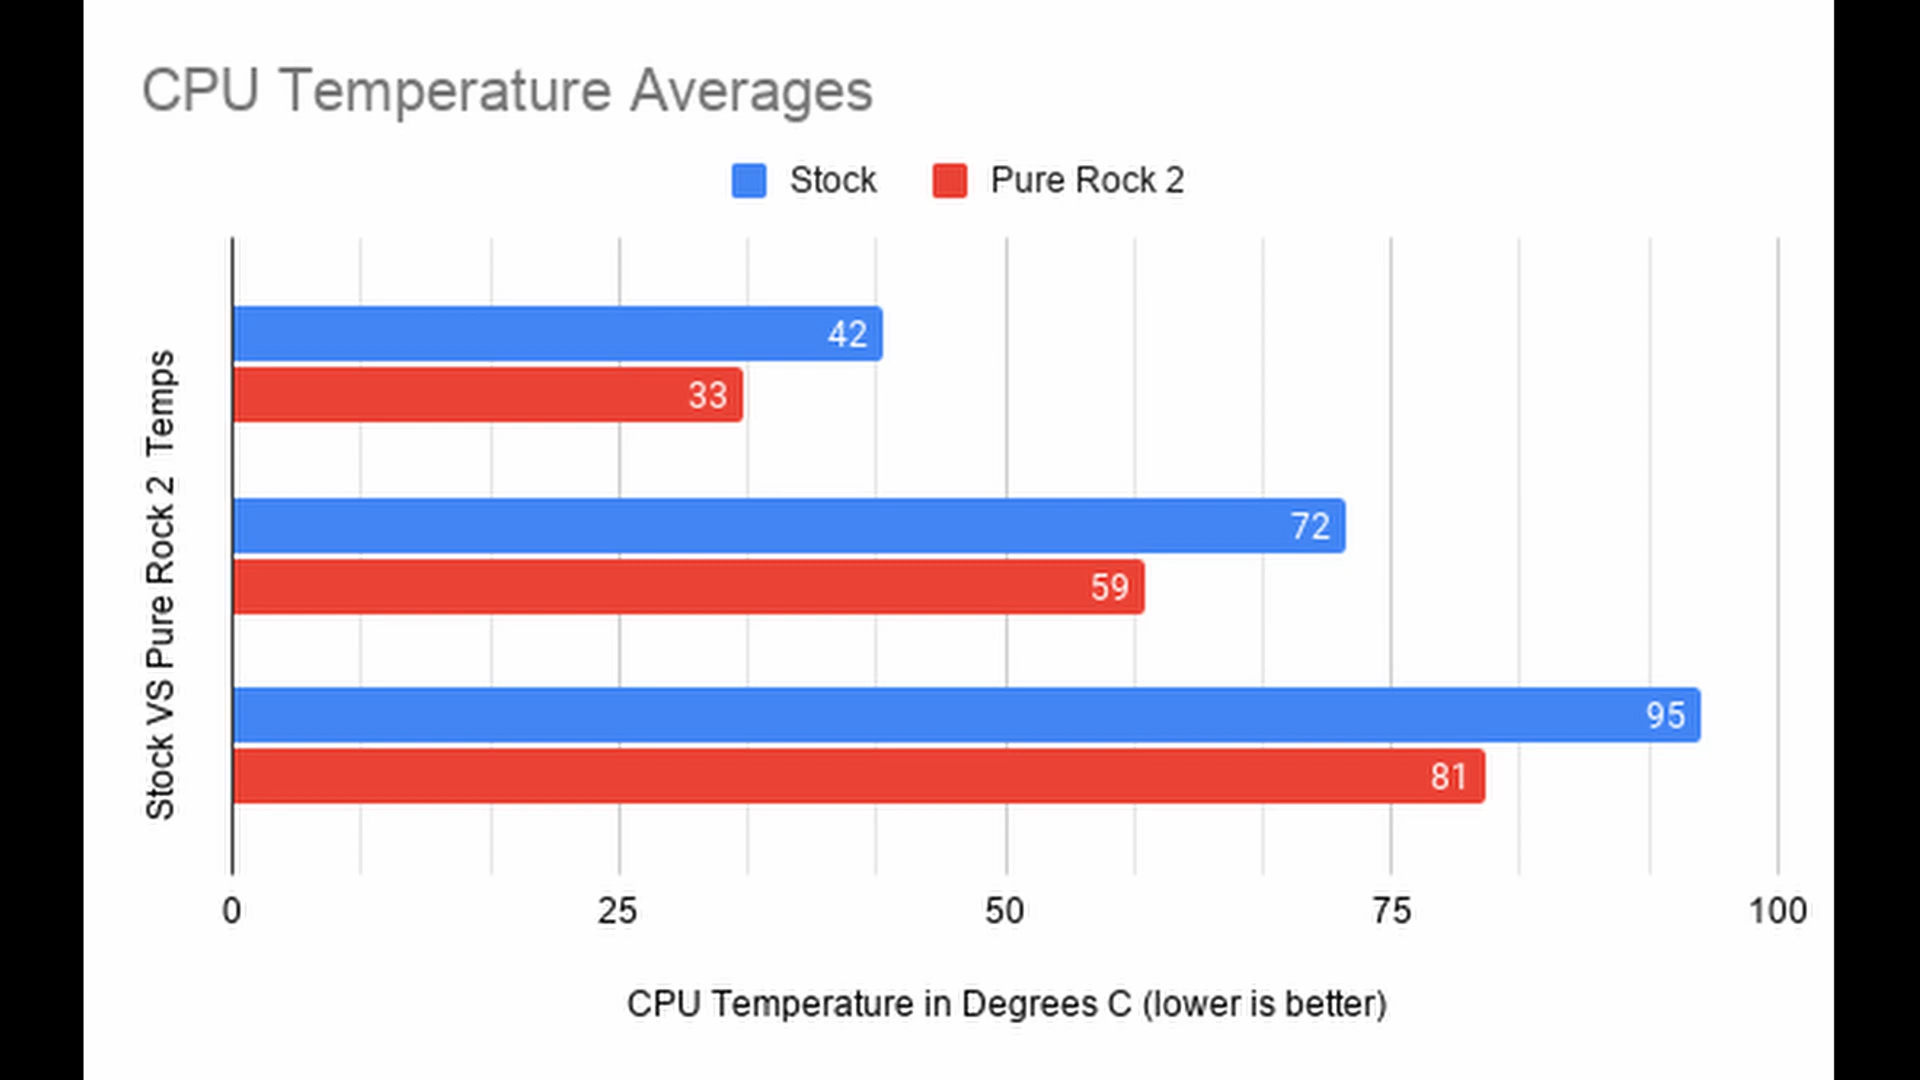 CPU Temperature Averages
Stock
Pure Rock 2
Stock VS Pure Rock 2 Temps
42
33
72
59
95
81
0 25 50 75 100
CPU Temperature in Degrees C (lower is better)